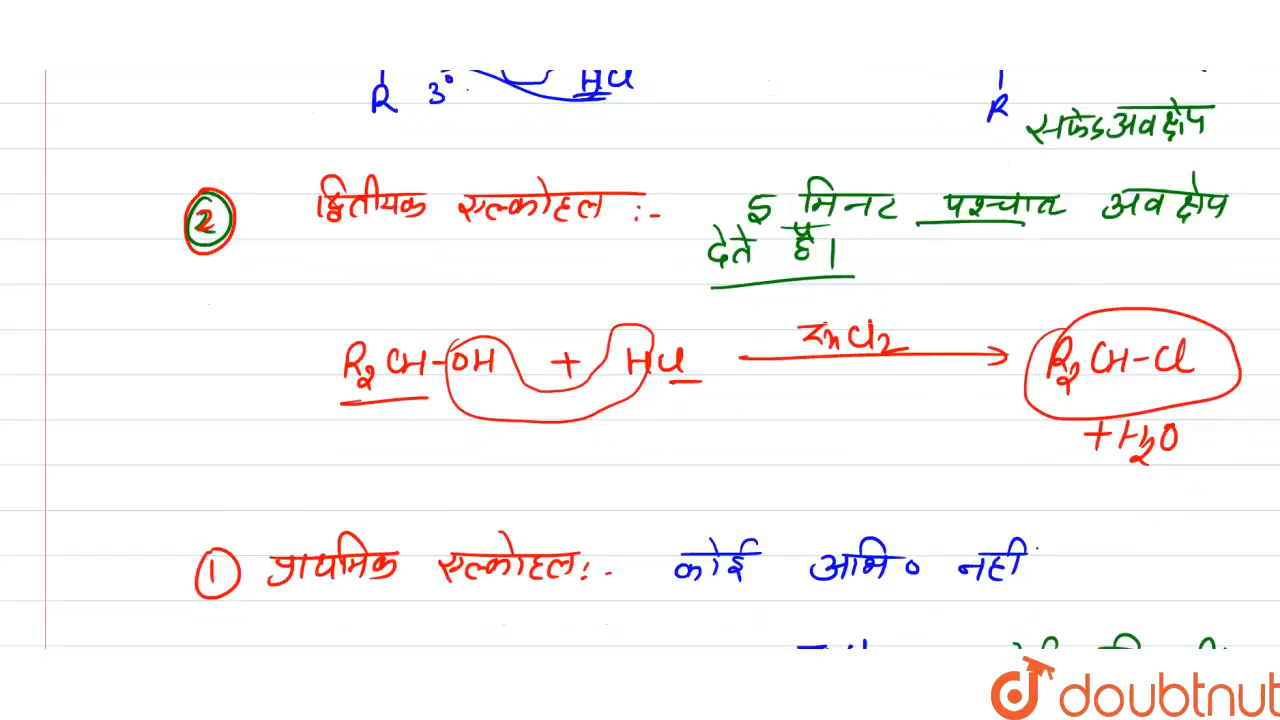 R 3° HCl R
सफेद अवक्षेप
2 द्वितीयक एल्कोहल :- 5 मिनट पश्चात अवक्षेप
देते हैं।
R₂CH-OH + HCl ZnCl₂ → R₂CH-Cl
+H₂O
1 प्राथमिक एल्कोहल :- कोई अभि० नहीं
doubtnut